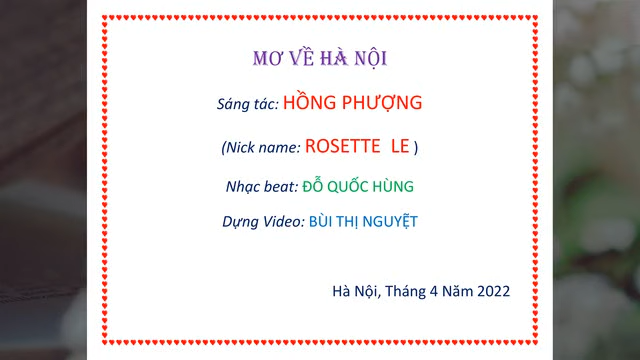 MƠ VỀ HÀ NỘI
Sáng tác: HỒNG PHƯỢNG
(Nick name: ROSETTE LE )
Nhạc beat: ĐỖ QUỐC HÙNG
Dựng Video: BÙI THỊ NGUYỆT
Hà Nội, Tháng 4 Năm 2022